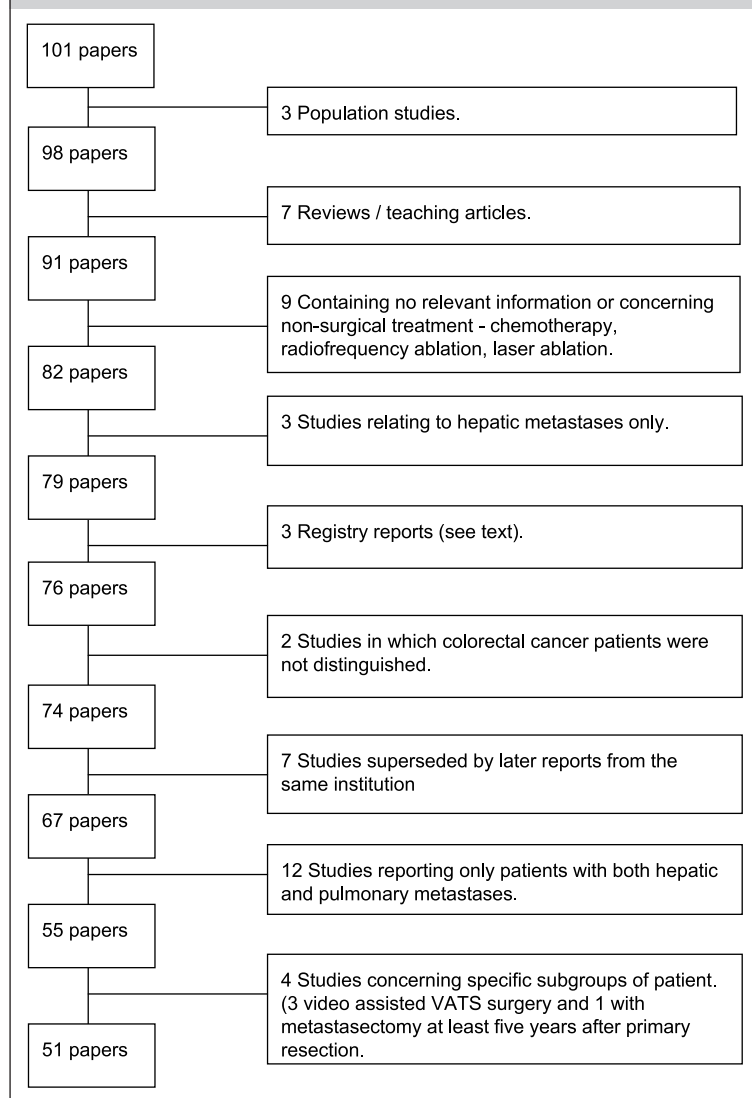 101 papers
3 Population studies.
98 papers
7 Reviews / teaching articles.
91 papers
9 Containing no relevant information or concerning
non-surgical treatment - chemotherapy,
radiofrequency ablation, laser ablation.
82 papers
3 Studies relating to hepatic metastases only.
79 papers
3 Registry reports (see text).
76 papers
2 Studies in which colorectal cancer patients were
not distinguished.
74 papers
7 Studies superseded by later reports from the
same institution
67 papers
12 Studies reporting only patients with both hepatic
and pulmonary metastases.
55 papers
4 Studies concerning specific subgroups of patient.
(3 video assisted VATS surgery and 1 with
metastasectomy at least five years after primary
resection.
51 papers